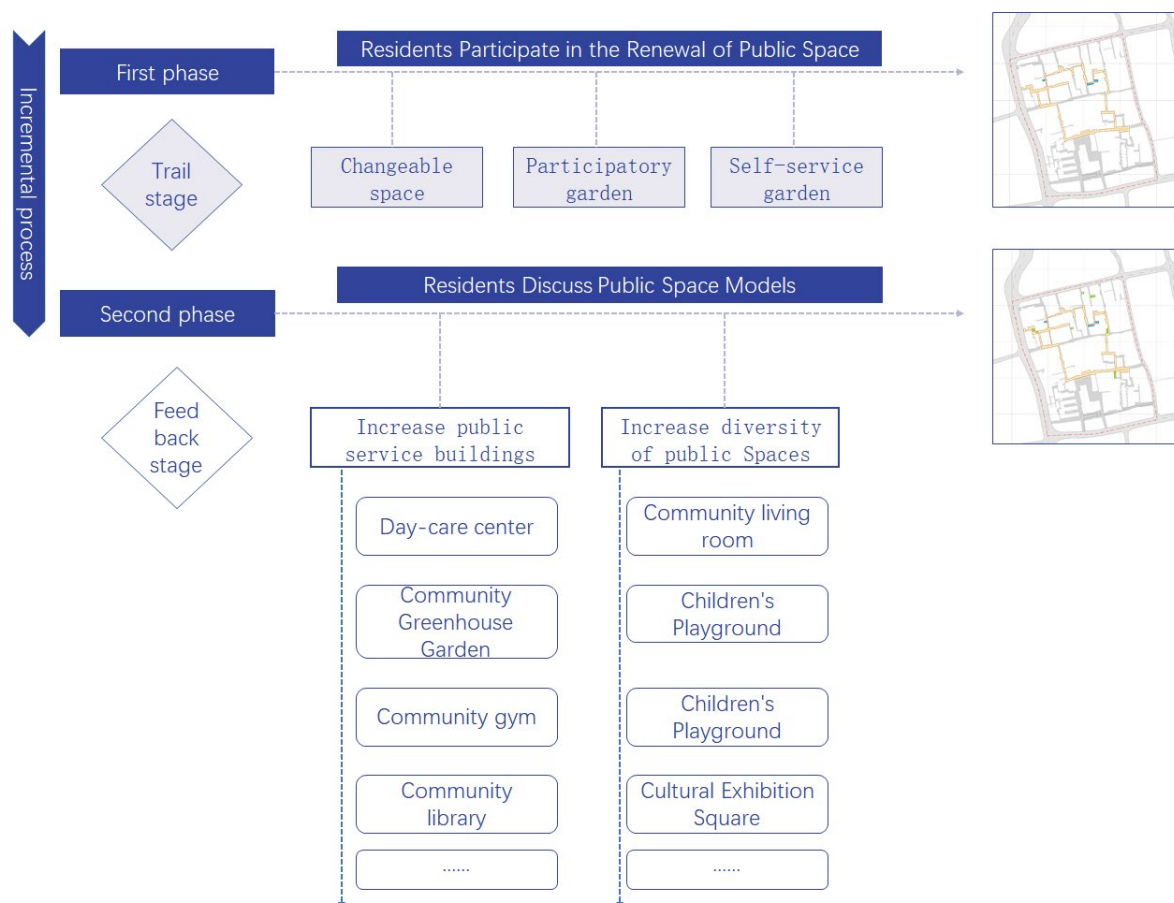 Incremental process
First phase
Residents Participate in the Renewal of Public Space
Trail
stage
Changeable
space
Participatory
garden
Self-service
garden
Second phase
Residents Discuss Public Space Models
Feed
back
stage
Increase public
service buildings
Increase diversity
of public Spaces
Day-care center
Community living
room
Community
Greenhouse
Garden
Children's
Playground
Community gym
Children's
Playground
Community
library
Cultural Exhibition
Square
......
......